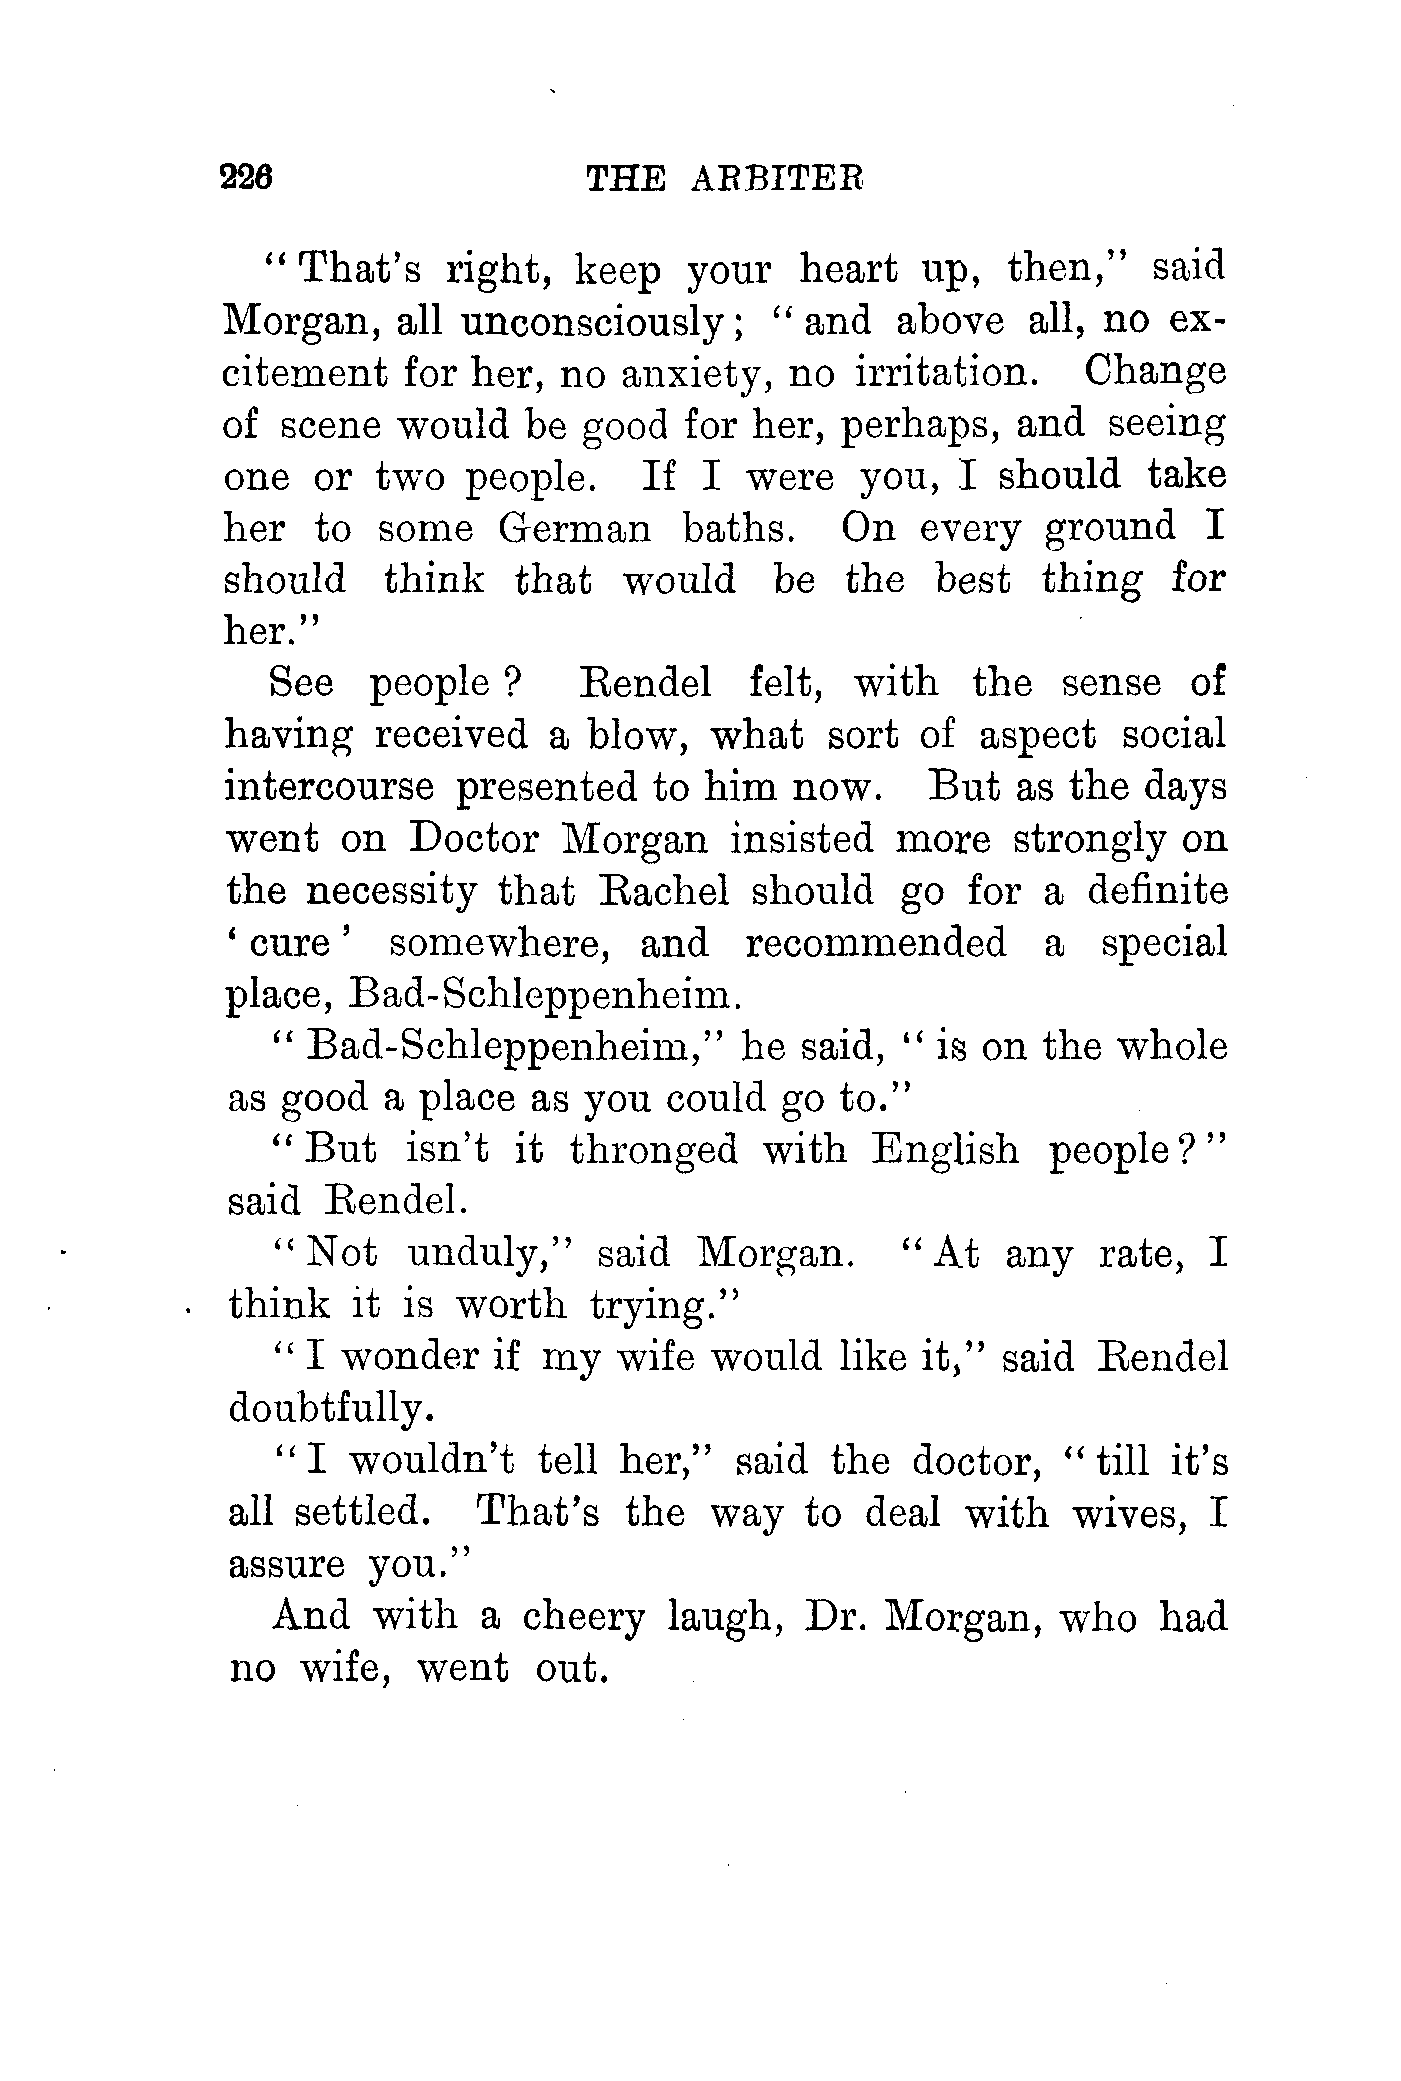 226 THE ARBITER
"That's right, keep your heart up, then," said
Morgan, all unconsciously; "and above all, no ex-
citement for her, no anxiety, no irritation. Change
of scene would be good for her, perhaps, and seeing
one or two people. If I were you, I should take
her to some German baths. On every ground I
should think that would be the best thing for
her."
See people? Rendel felt, with the sense of
having received a blow, what sort of aspect social
intercourse presented to him now. But as the days
went on Doctor Morgan insisted more strongly on
the necessity that Rachel should go for a definite
'cure' somewhere, and recommended a special
place, Bad-Schleppenheim.
"Bad-Schleppenheim," he said, "is on the whole
as good a place as you could go to."
"But isn't it thronged with English people?"
said Rendel.
"Not unduly," said Morgan. "At any rate, I
think it is worth trying."
"I wonder if my wife would like it," said Rendel
doubtfully.
"I wouldn't tell her," said the doctor, "till it's
all settled. That's the way to deal with wives, I
assure you."
And with a cheery laugh, Dr. Morgan, who had
no wife, went out.